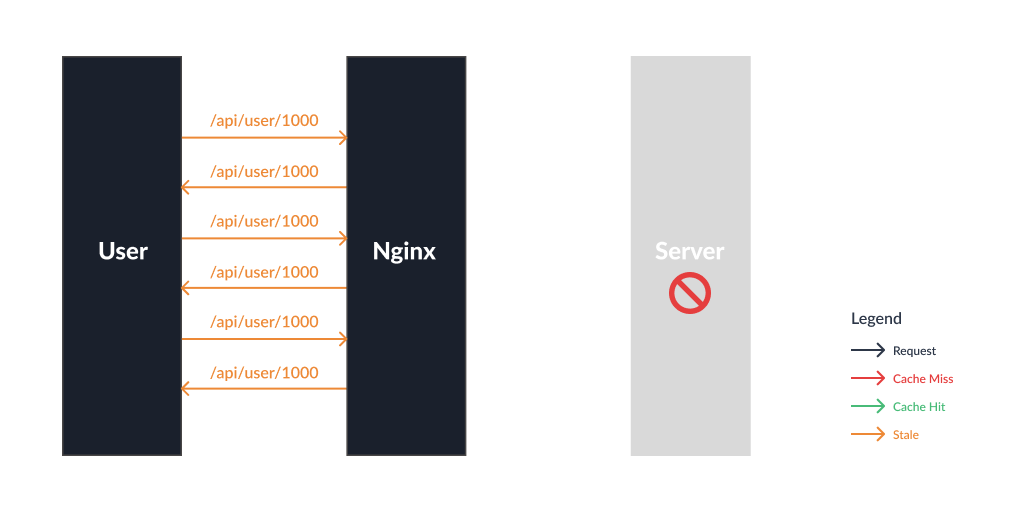 /api/user/1000
/api/user/1000
/api/user/1000
User
Nginx
Server
/api/user/1000
/api/user/1000
/api/user/1000
Legend
Request
Cache Miss
Cache Hit
Stale